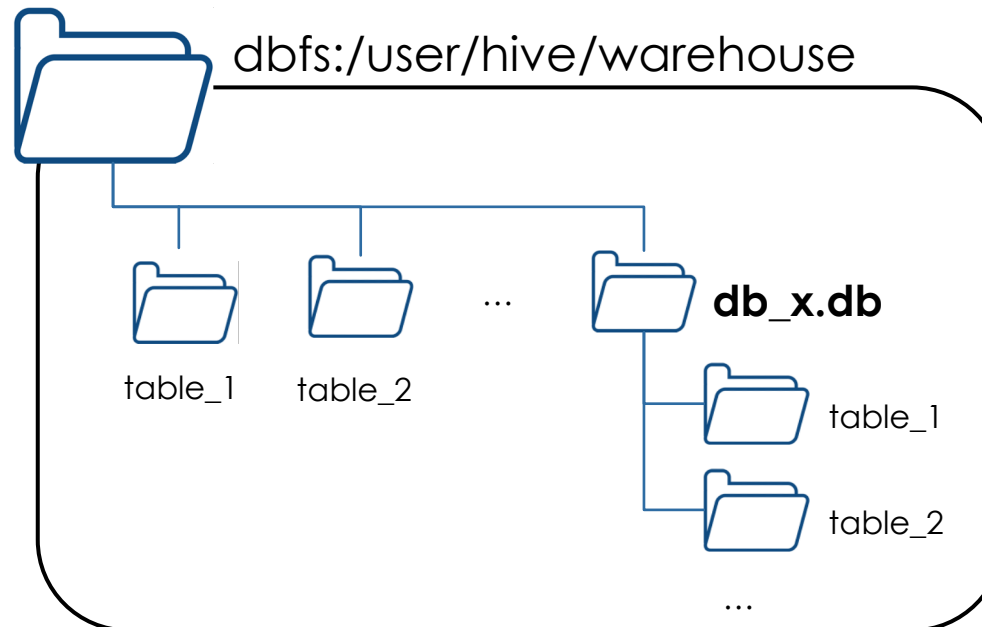 dbfs:/user/hive/warehouse
table_1
table_2
...
db_x.db
table_1
table_2
...